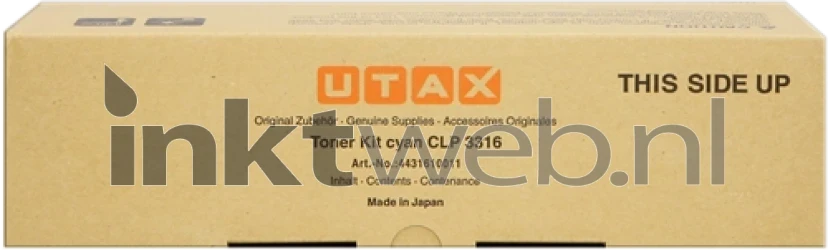 UTAX
THIS SIDE UP
Original Zubehör - Genuine Supplies - Accessoires Originales
Toner Kit cyan CLP 3316
Art.-No.: 4431610011
Inhalt - Contents - Contenance
Made in Japan
inktweb.nl